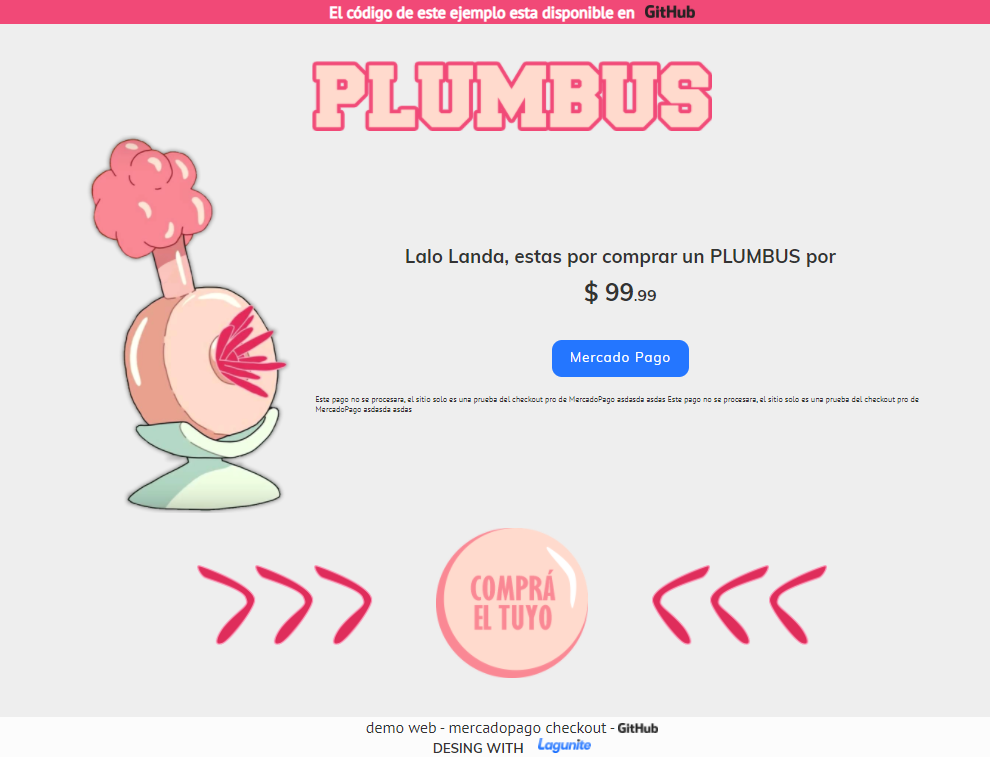 El código de este ejemplo esta disponible en GitHub
PLUMBUS
Lalo Landa, estas por comprar un PLUMBUS por
$ 99.99
Mercado Pago
Este pago no se procesara, el sitio solo es una prueba del checkout pro de MercadoPago asdasda asdas Este pago no se procesara, el sitio solo es una prueba del checkout pro de
MercadoPago asdasda asdas
COMPRÁ
EL TUYO
demo web - mercadopago checkout - GitHub
DESING WITH Lagunite